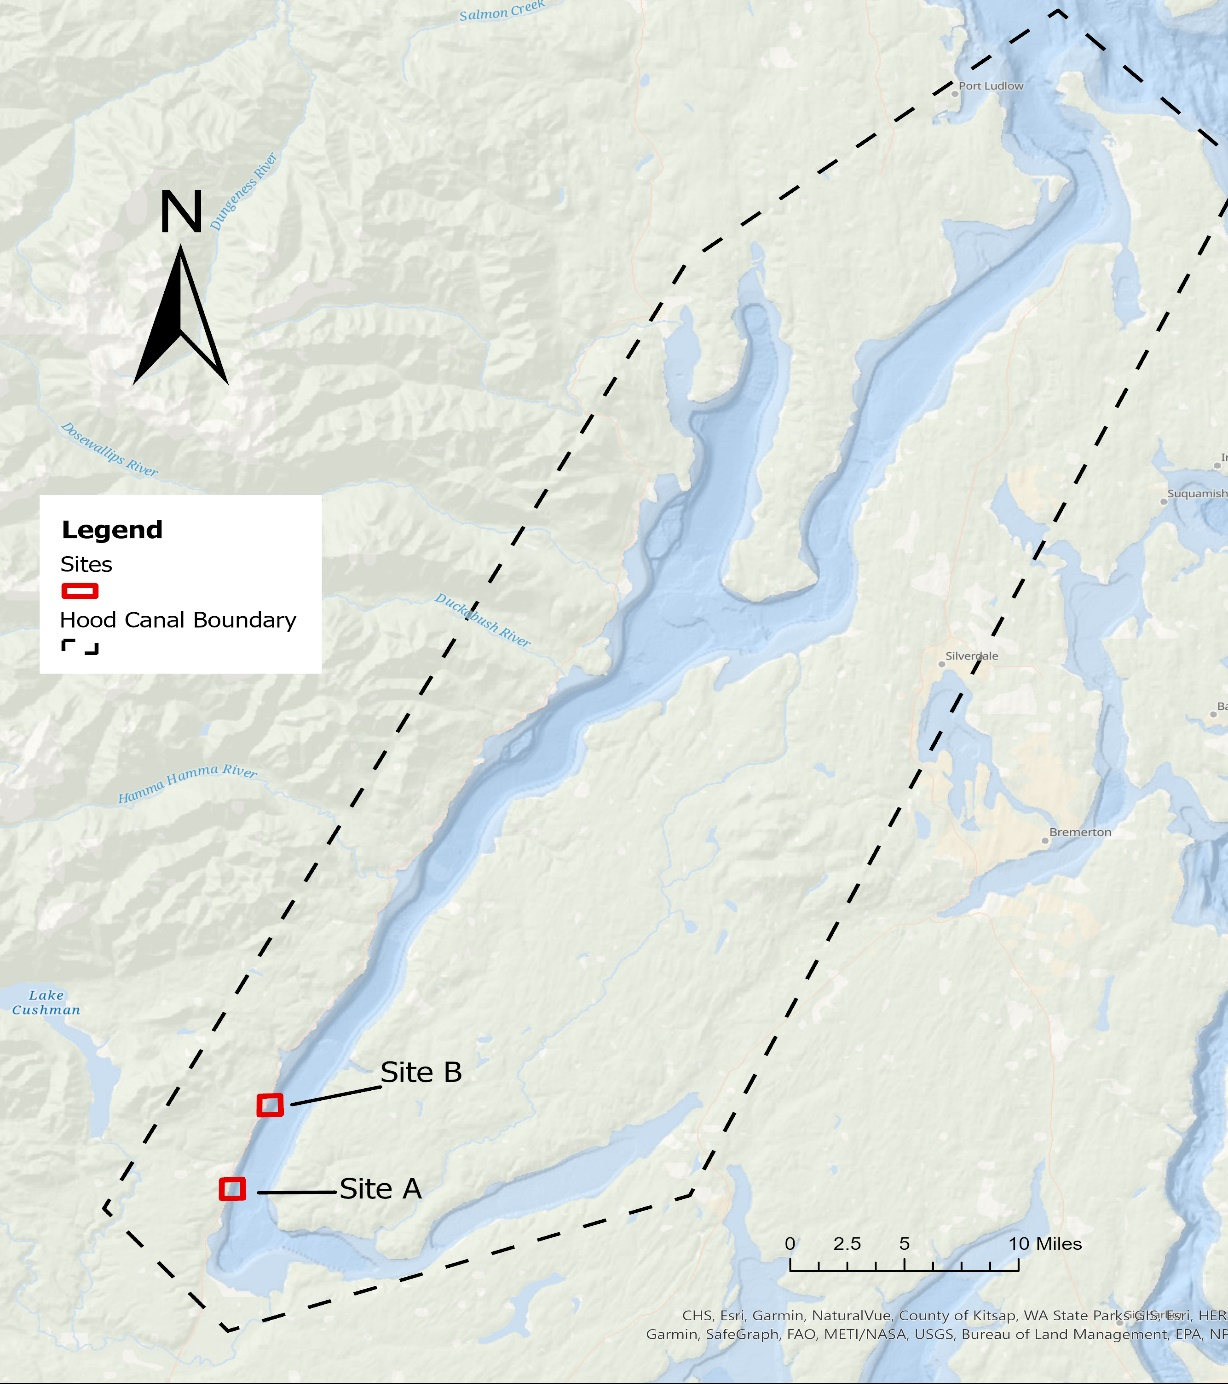 Salmon Creek
Port Ludlow
N
Dungeness River
Dosewallips River
Suquamish
Legend
Sites
Hood Canal Boundary
Duckabush River
Silverdale
Hamma Hamma River
Bremerton
Lake
Cushman
Site B
Site A
0 2.5 5 10 Miles
CHS, Esri, Garmin, NaturalVue, County of Kitsap, WA State Parks GIS, Esri, HER
Garmin, SafeGraph, FAO, METI/NASA, USGS, Bureau of Land Management, EPA, NP